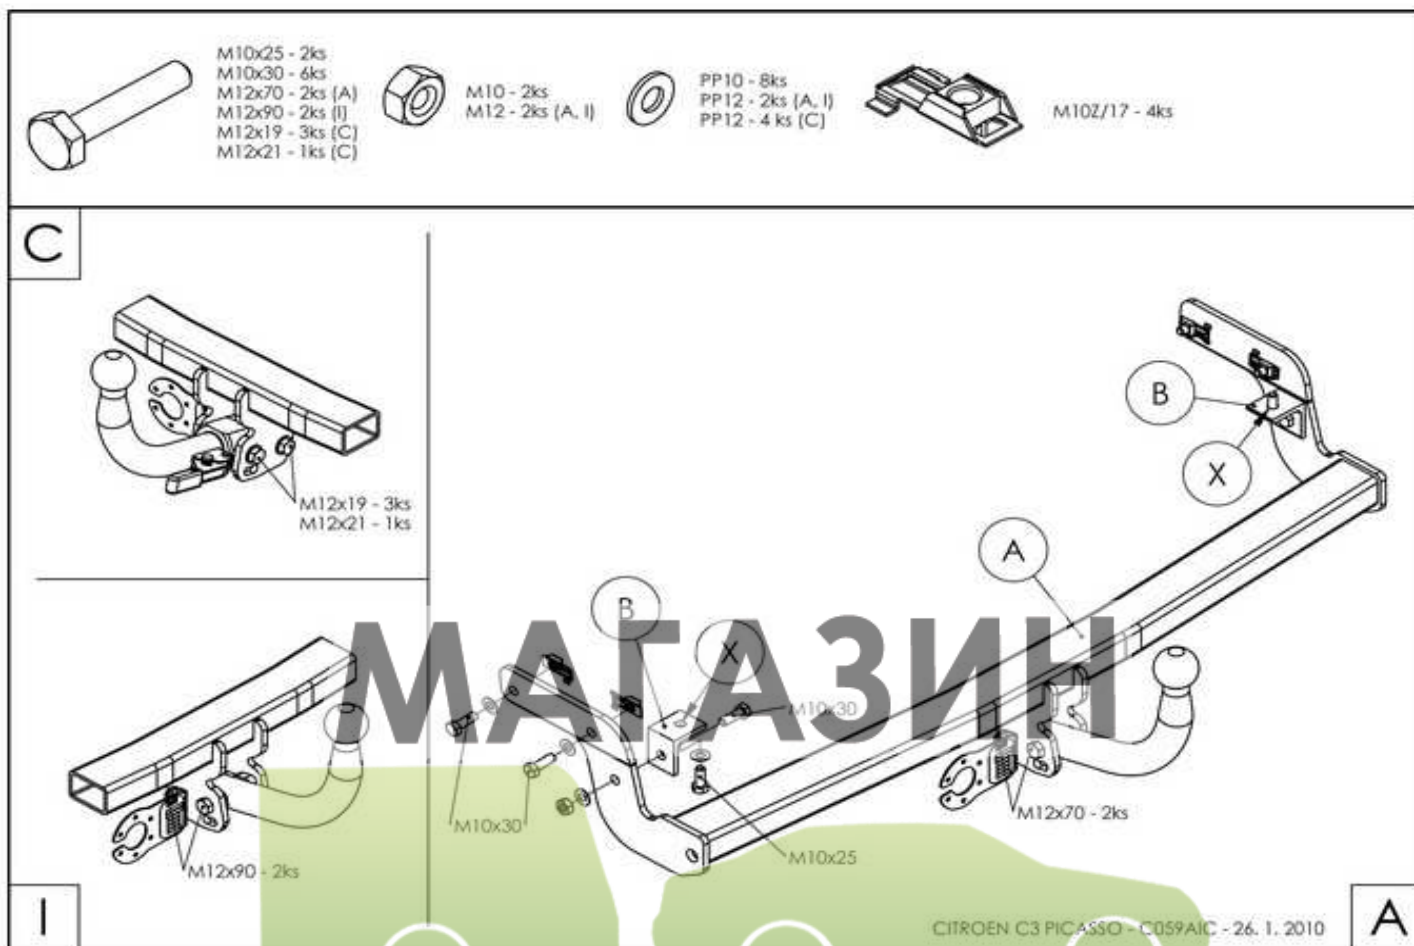 M10x25 - 2ks
M10x30 - 6ks
M12x70 - 2ks (A)
M12x90 - 2ks (I)
M12x19 - 3ks (C)
M12x21 - 1ks (C)
M10 - 2ks
M12 - 2ks (A, I)
PP10 - 8ks
PP12 - 2ks (A, I)
PP12 - 4 ks (C)
M10Z/17 - 4ks
C
M12x19 - 3ks
M12x21 - 1ks
B
X
A
B
X
МАГАЗИН
M10x30
M12x70 - 2ks
M10x30
M10x25
M12x90 - 2ks
I
CITROEN C3 PICASSO - C059AIC - 26. 1. 2010
A